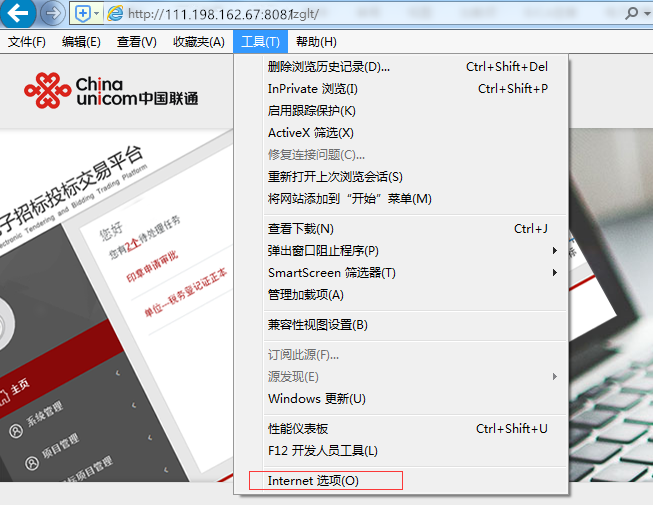 http://111.198.162.67:8081zglt/
文件(F) 编辑(E) 查看(V) 收藏夹(A) 工具(T) 帮助(H)
China
unicom中国联通
删除浏览历史记录(D)... Ctrl+Shift+Del
InPrivate 浏览(I) Ctrl+Shift+P
启用跟踪保护(K)
ActiveX 筛选(X)
修复连接问题(C)...
重新打开上次浏览会话(S)
将网站添加到“开始”菜单(M)
查看下载(N) Ctrl+J
弹出窗口阻止程序(P)
SmartScreen 筛选器(T)
管理加载项(A)
兼容性视图设置(B)
订阅此源(F)...
源发现(E)
Windows 更新(U)
性能仪表板 Ctrl+Shift+U
F12 开发人员工具(L)
Internet 选项(O)
子招标投标交易平台
ectronic Tendering and Bidding Trading Platform
您好
您有2个待处理任务
印章申请审批
单位—税务登记证正本
主页
系统管理
项目管理
标项目管理